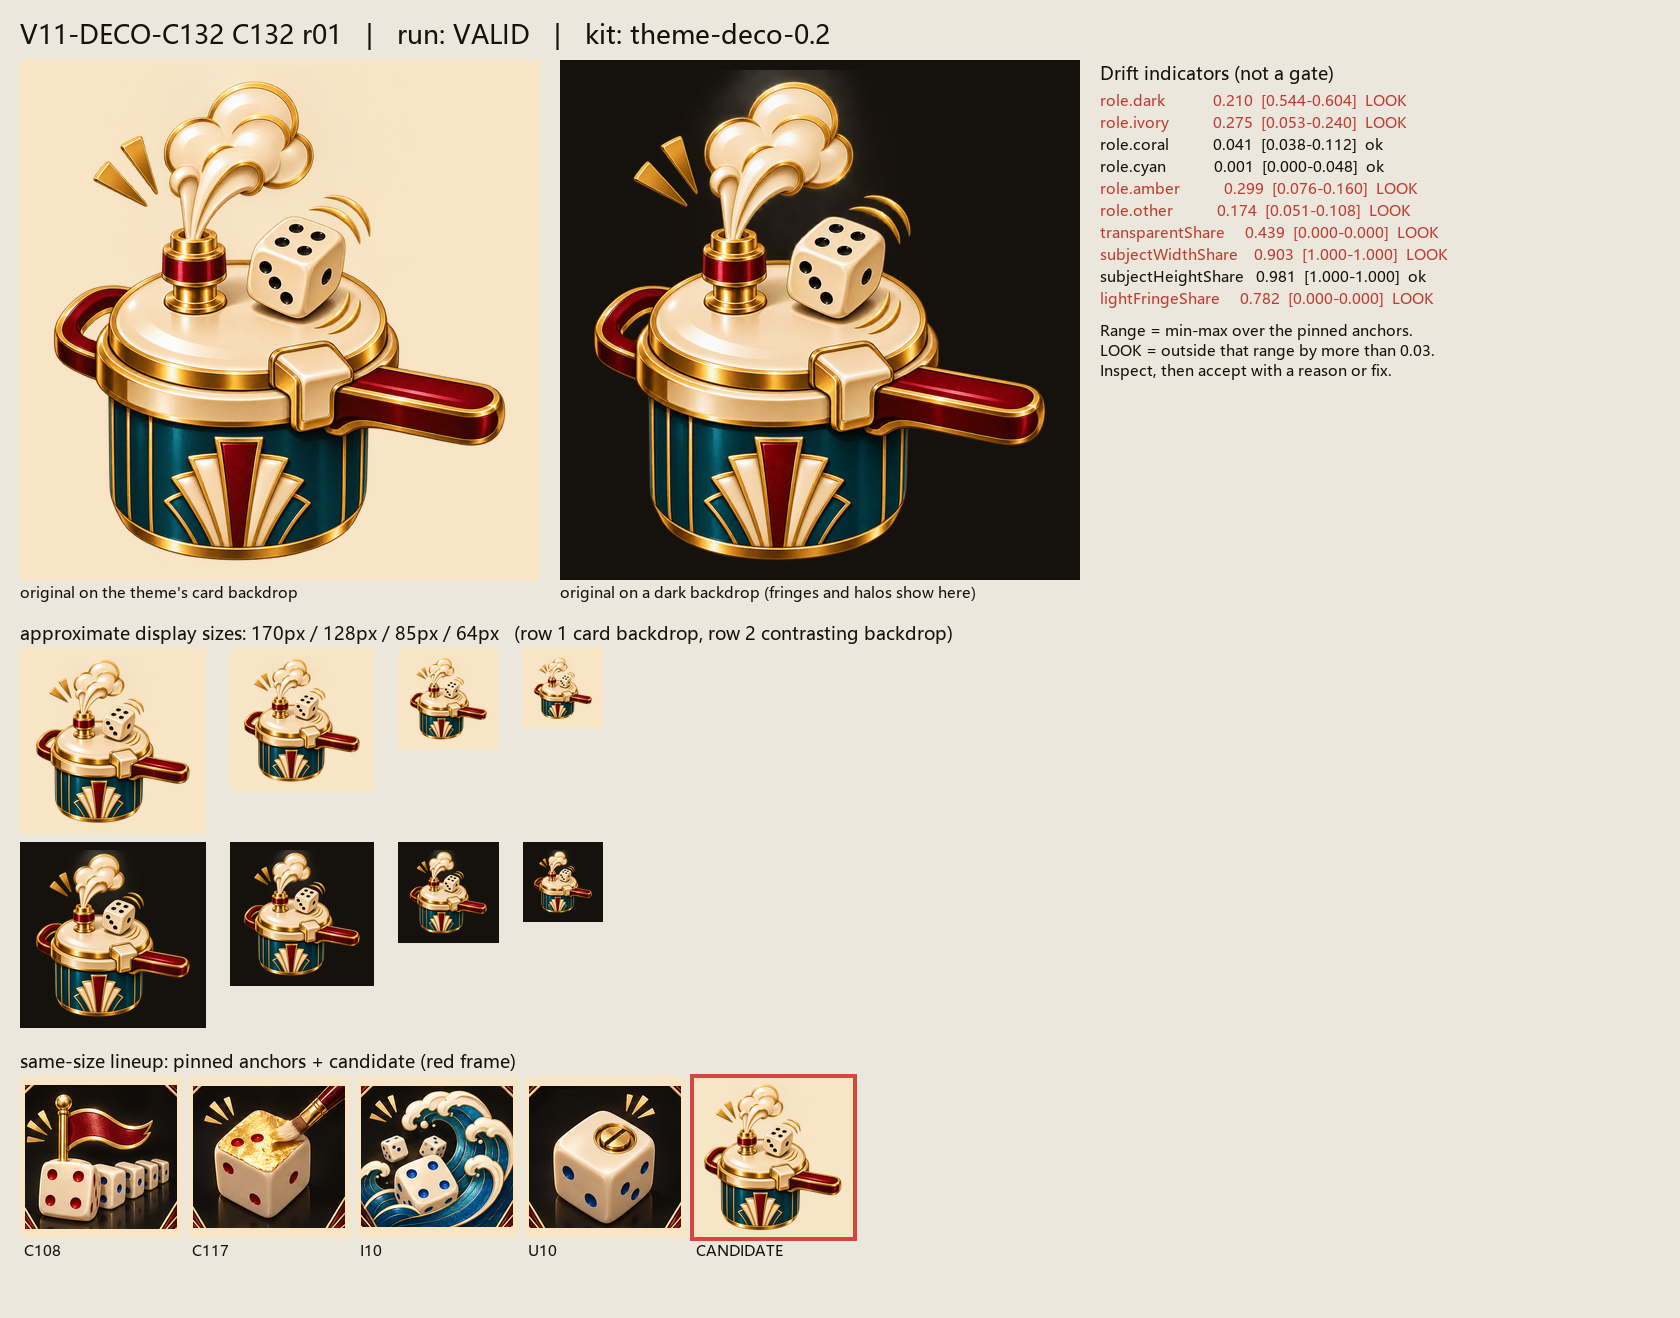 V11-DECO-C132 C132 r01   |   run: VALID   |   kit: theme-deco-0.2
Drift indicators (not a gate)
role.dark 0.210 [0.544-0.604] LOOK
role.ivory 0.275 [0.053-0.240] LOOK
role.coral 0.041 [0.038-0.112] ok
role.cyan 0.001 [0.000-0.048] ok
role.amber 0.299 [0.076-0.160] LOOK
role.other 0.174 [0.051-0.108] LOOK
transparentShare 0.439 [0.000-0.000] LOOK
subjectWidthShare 0.903 [1.000-1.000] LOOK
subjectHeightShare 0.981 [1.000-1.000] ok
lightFringeShare 0.782 [0.000-0.000] LOOK
Range = min-max over the pinned anchors.
LOOK = outside that range by more than 0.03.
Inspect, then accept with a reason or fix.
original on the theme's card backdrop
original on a dark backdrop (fringes and halos show here)
approximate display sizes: 170px / 128px / 85px / 64px   (row 1 card backdrop, row 2 contrasting backdrop)
same-size lineup: pinned anchors + candidate (red frame)
C108
C117
I10
U10
CANDIDATE